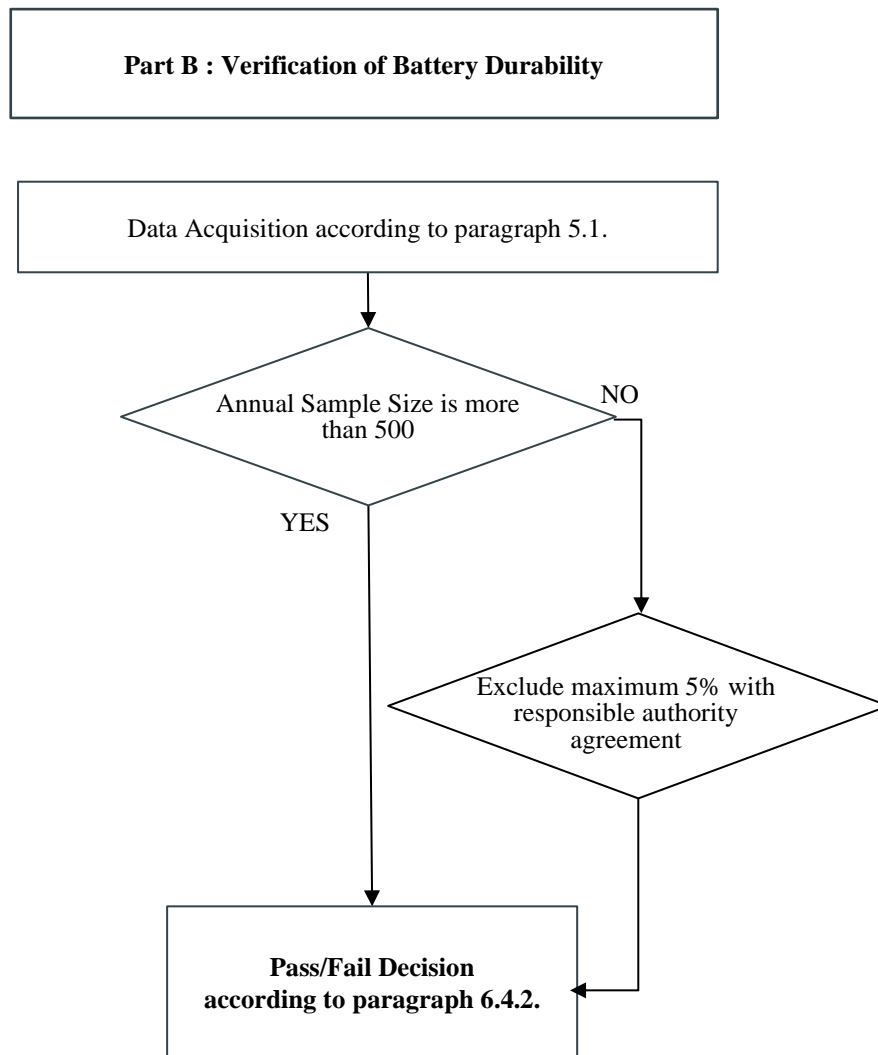 Part B : Verification of Battery Durability
Data Acquisition according to paragraph 5.1.
Annual Sample Size is more
than 500
NO
YES
Exclude maximum 5% with
responsible authority
agreement
Pass/Fail Decision
according to paragraph 6.4.2.